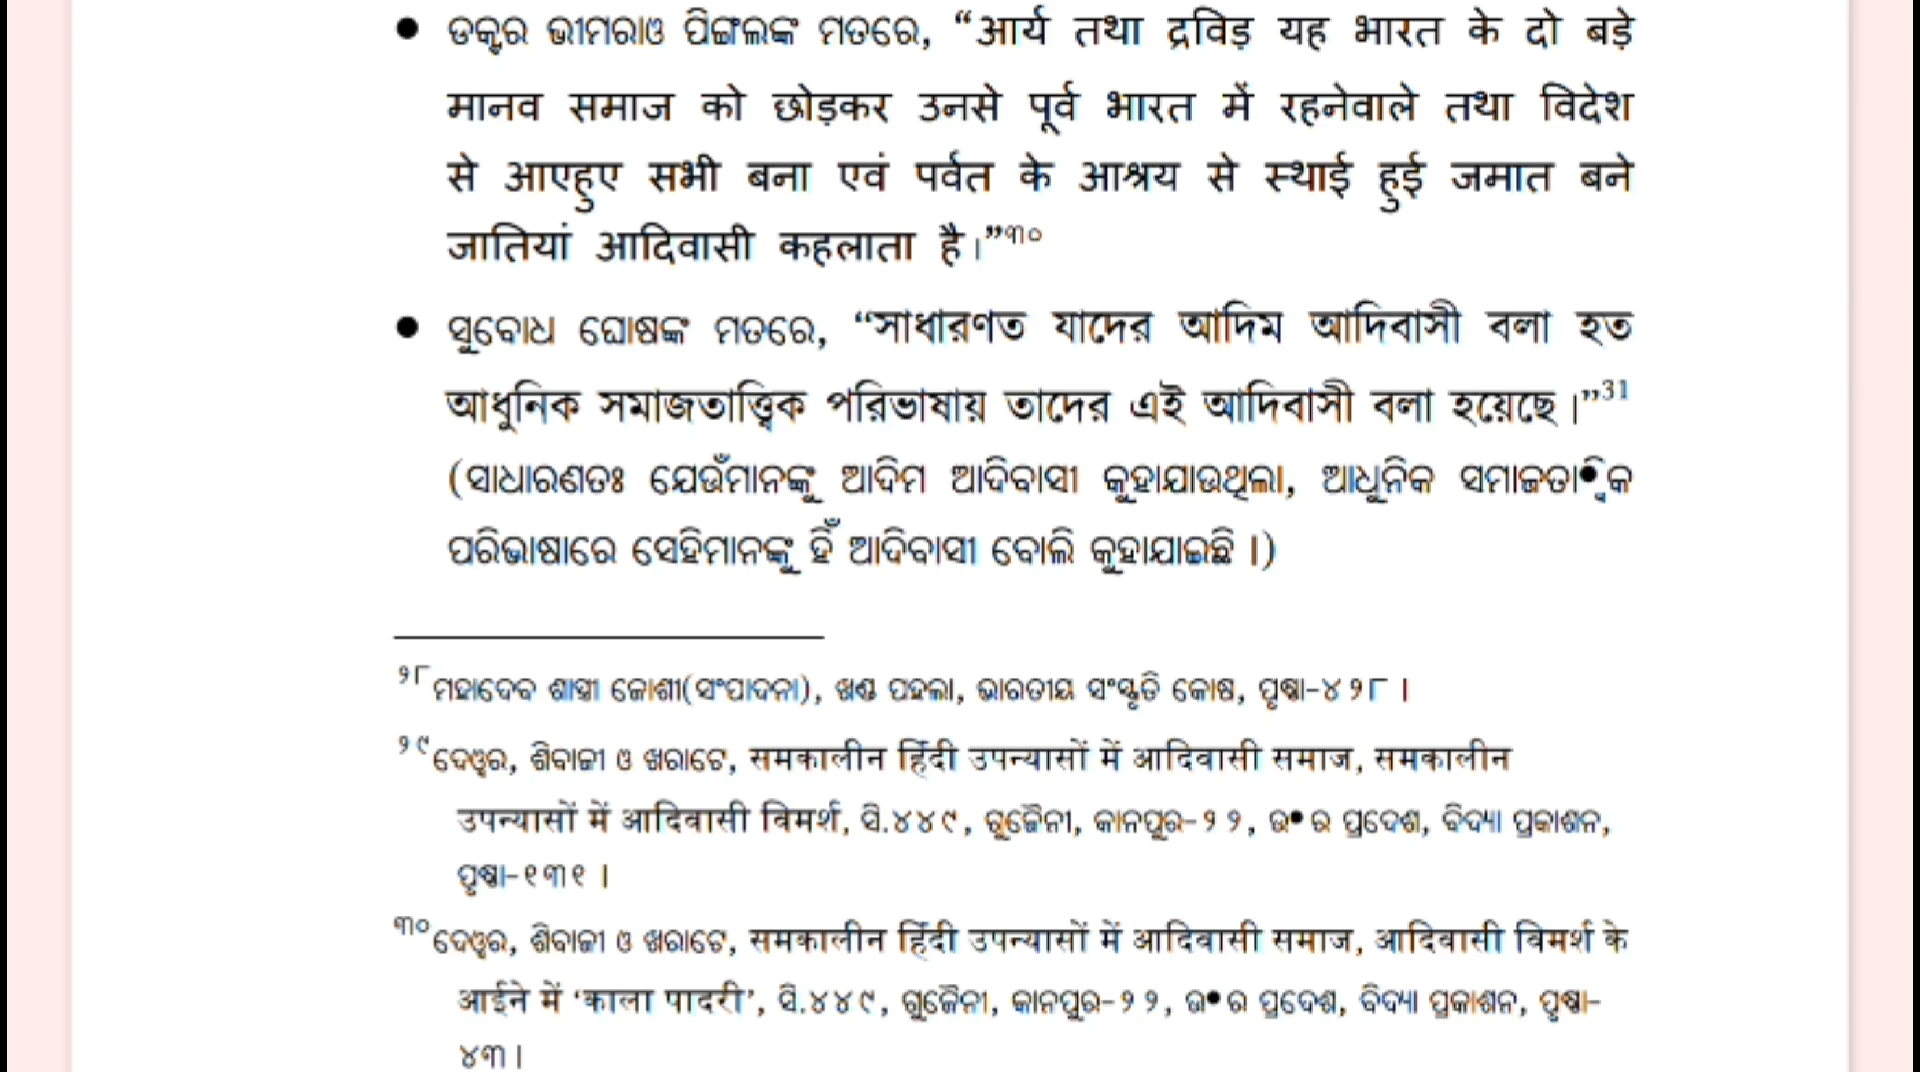 ● ଡକ୍ଟର ଭୀମରାଓ ପିଙ୍ଗଲଙ୍କ ମତରେ, “आर्य तथा द्रविड़ यह भारत के दो बड़े
मानव समाज को छोड़कर उनसे पूर्व भारत में रहनेवाले तथा विदेश
से आएहुए सभी बना एवं पर्वत के आश्रय से स्थाई हुई जमात बने
जातियां आदिवासी कहलाता है।”୩୦
● ସୁବୋଧ ଘୋଷଙ୍କ ମତରେ, “সাধারণত যাদের আদিম আদিবাসী বলা হত
আধুনিক সমাজতাত্ত্বিক পরিভাষায় তাদের এই আদিবাসী বলা হয়েছে।”31
(ସାଧାରଣତଃ ଯେଉଁମାନଙ୍କୁ ଆଦିମ ଆଦିବାସୀ କୁହାଯାଉଥିଲା, ଆଧୁନିକ ସମାଜତା●୍ୱିକ
ପରିଭାଷାରେ ସେହିମାନଙ୍କୁ ହିଁ ଆଦିବାସୀ ବୋଲି କୁହାଯାଇଛି ।)
୨୮ମହାଦେବ ଶାସ୍ତ୍ରୀ ଜୋଶୀ(ସଂପାଦନା), ଖଣ୍ଡ ପହଲା, ଭାରତୀୟ ସଂସ୍କୃତି କୋଷ, ପୃଷ୍ଠା-୪୨୮ ।
୨୯ଦେଓ୍ୱର, ଶିବାଜୀ ଓ ଖରାଟେ, समकालीन हिंदी उपन्यासों में आदिवासी समाज, समकालीन
उपन्यासों में आदिवासी विमर्श, ସି.୪୪୯, ଗୁଜୈନୀ, କାନପୁର-୨୨, ଉ●ର ପ୍ରଦେଶ, ବିଦ୍ୟା ପ୍ରକାଶନ,
ପୃଷ୍ଠା-୧୩୧ ।
୩୦ଦେଓ୍ୱର, ଶିବାଜୀ ଓ ଖରାଟେ, समकालीन हिंदी उपन्यासों में आदिवासी समाज, आदिवासी विमर्श के
आईने में ‘काला पादरी’, ସି.୪୪୯, ଗୁଜୈନୀ, କାନପୁର-୨୨, ଉ●ର ପ୍ରଦେଶ, ବିଦ୍ୟା ପ୍ରକାଶନ, ପୃଷ୍ଠା-
୪୩।